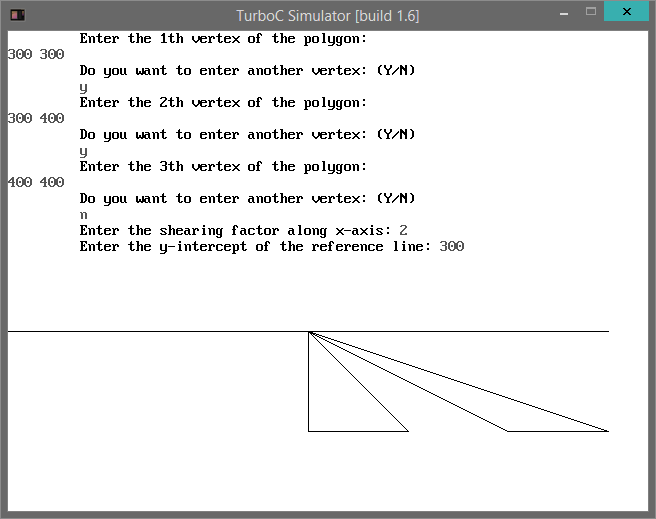 TurboC Simulator [build 1.6]
Enter the 1th vertex of the polygon:
300 300
Do you want to enter another vertex: (Y/N)
y
Enter the 2th vertex of the polygon:
300 400
Do you want to enter another vertex: (Y/N)
y
Enter the 3th vertex of the polygon:
400 400
Do you want to enter another vertex: (Y/N)
n
Enter the shearing factor along x-axis: 2
Enter the y-intercept of the reference line: 300